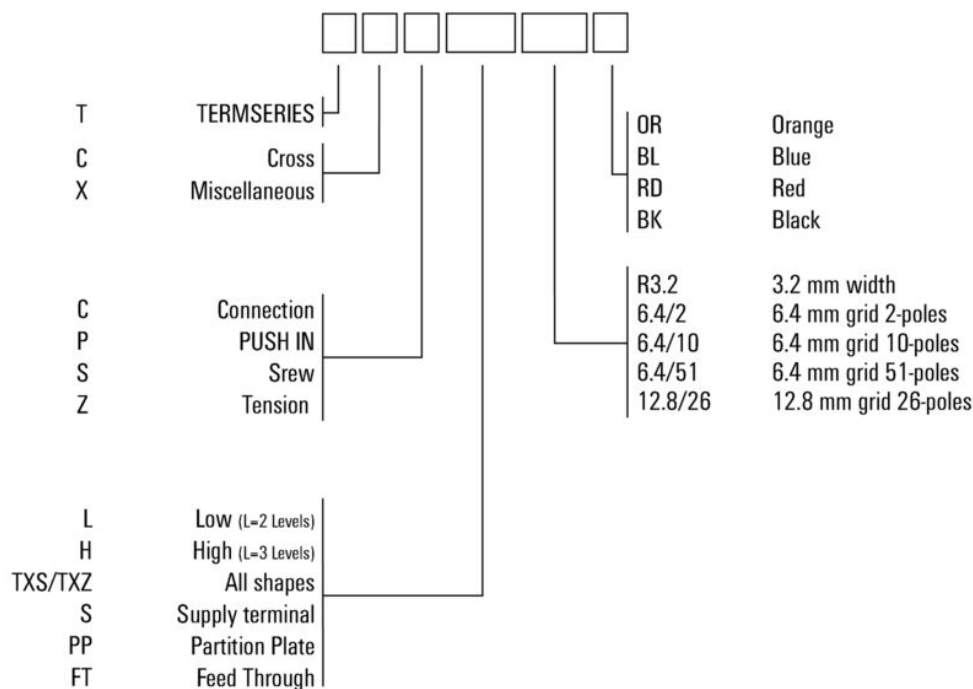 T TERMSERIES
C Cross
X Miscellaneous
OR Orange
BL Blue
RD Red
BK Black
C Connection
P PUSH IN
S Srew
Z Tension
R3.2 3.2 mm width
6.4/2 6.4 mm grid 2-poles
6.4/10 6.4 mm grid 10-poles
6.4/51 6.4 mm grid 51-poles
12.8/26 12.8 mm grid 26-poles
L Low (L=2 Levels)
H High (L=3 Levels)
TXS/TXZ All shapes
S Supply terminal
PP Partition Plate
FT Feed Through